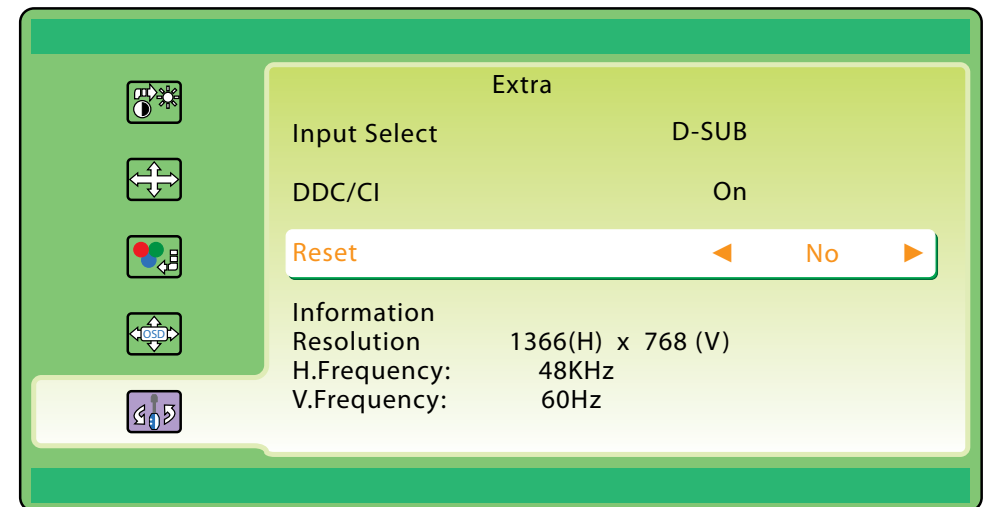 Extra
Input Select D-SUB
DDC/CI On
Reset ◀ No ▶
Information
Resolution 1366(H) x 768 (V)
H.Frequency: 48KHz
V.Frequency: 60Hz
OSD